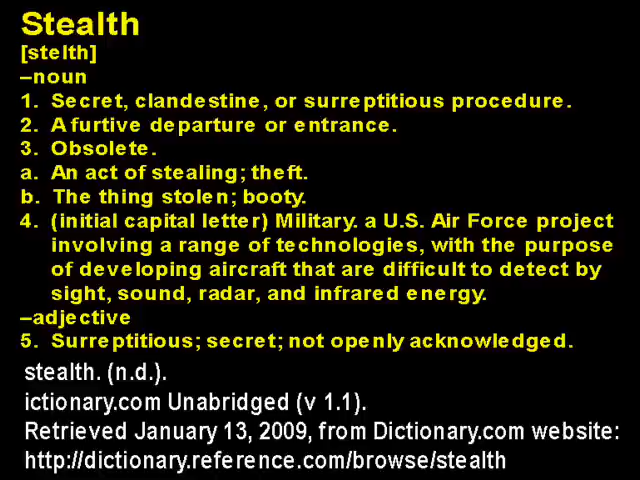 Stealth
[stelth]
–noun
1. Secret, clandestine, or surreptitious procedure.
2. A furtive departure or entrance.
3. Obsolete.
a. An act of stealing; theft.
b. The thing stolen; booty.
4. (initial capital letter) Military. a U.S. Air Force project
involving a range of technologies, with the purpose
of developing aircraft that are difficult to detect by
sight, sound, radar, and infrared energy.
–adjective
5. Surreptitious; secret; not openly acknowledged.
stealth. (n.d.).
ictionary.com Unabridged (v 1.1).
Retrieved January 13, 2009, from Dictionary.com website:
http://dictionary.reference.com/browse/stealth